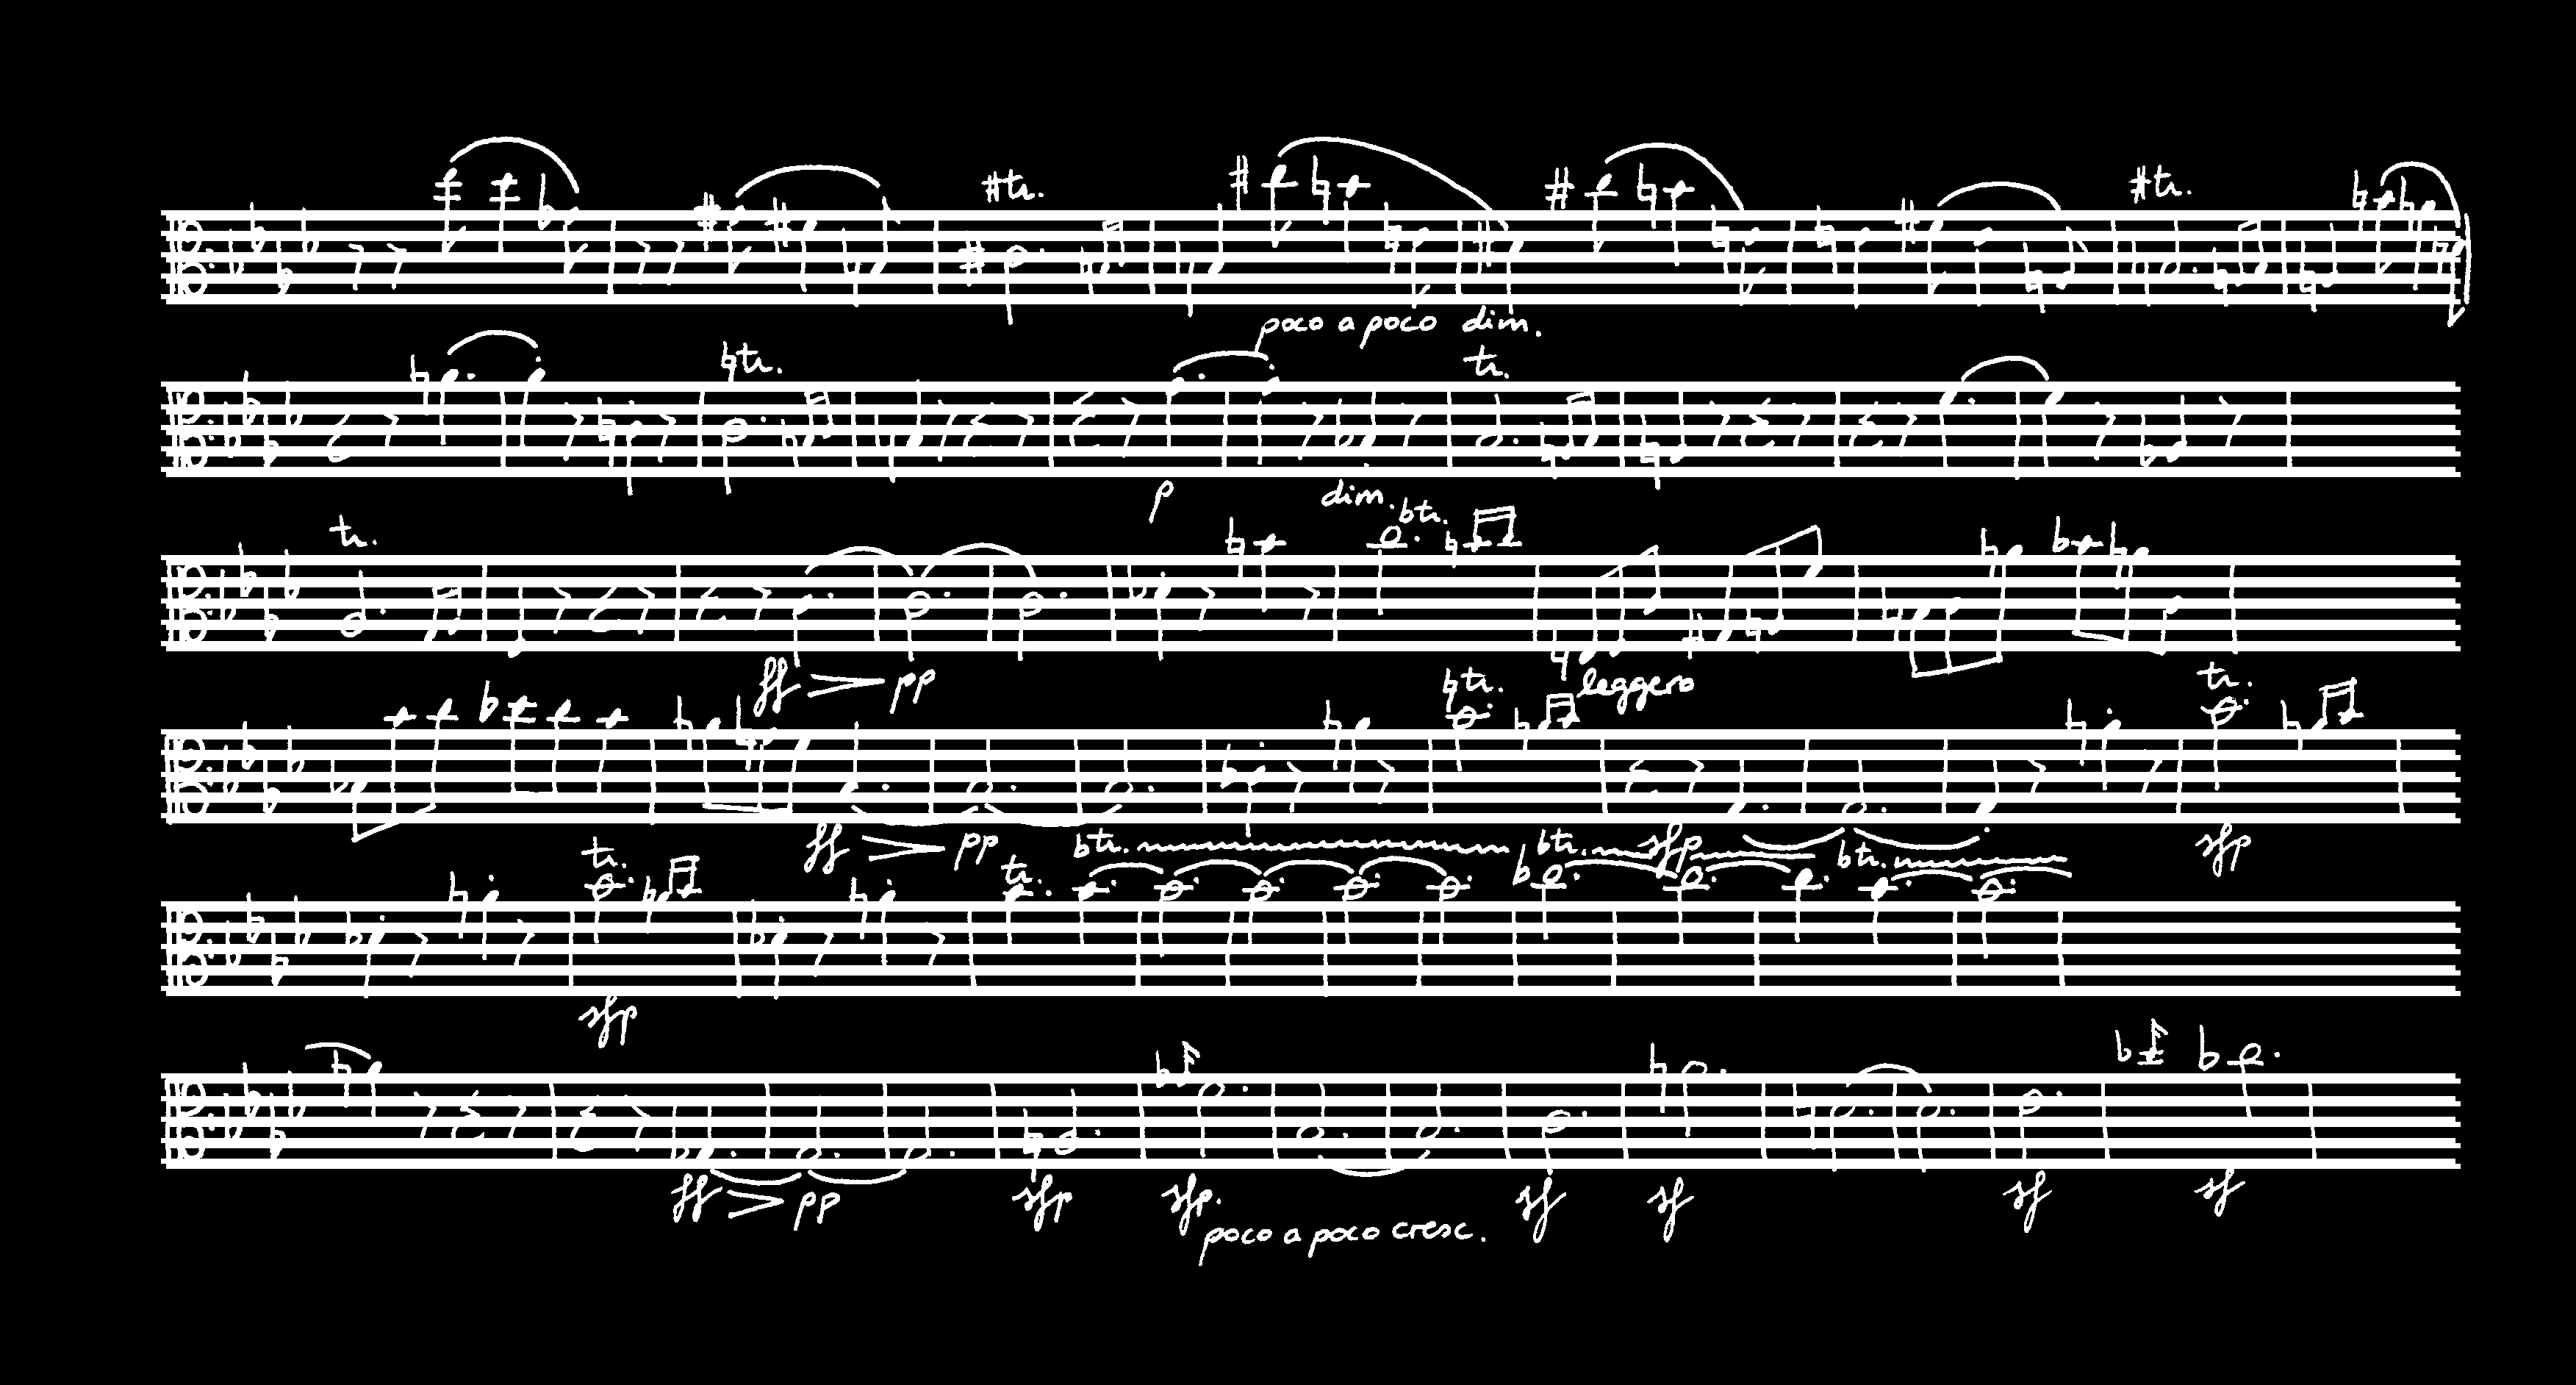 tr.
tr.
poco a poco dim.
tr.
tr.
p
dim.
tr.
tr.
ff pp
leggero
tr.
tr.
ff pp
sfp
sfp
tr.
tr.
tr.
tr.
tr.
sfp
ff pp
sfp
sfp.
sf
sf
sf
sf
poco a poco cresc.